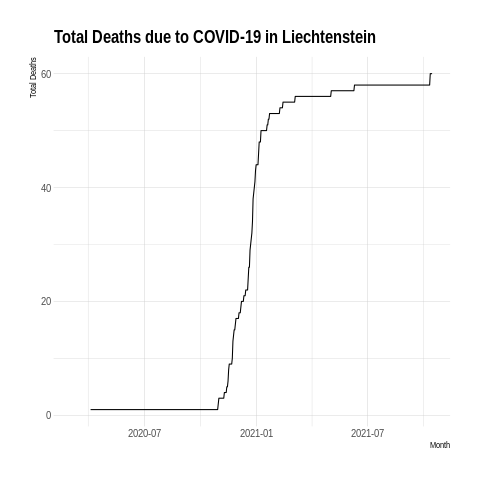 Total Deaths due to COVID-19 in Liechtenstein
Total Deaths
60
40
20
0
2020-07
2021-01
2021-07
Month